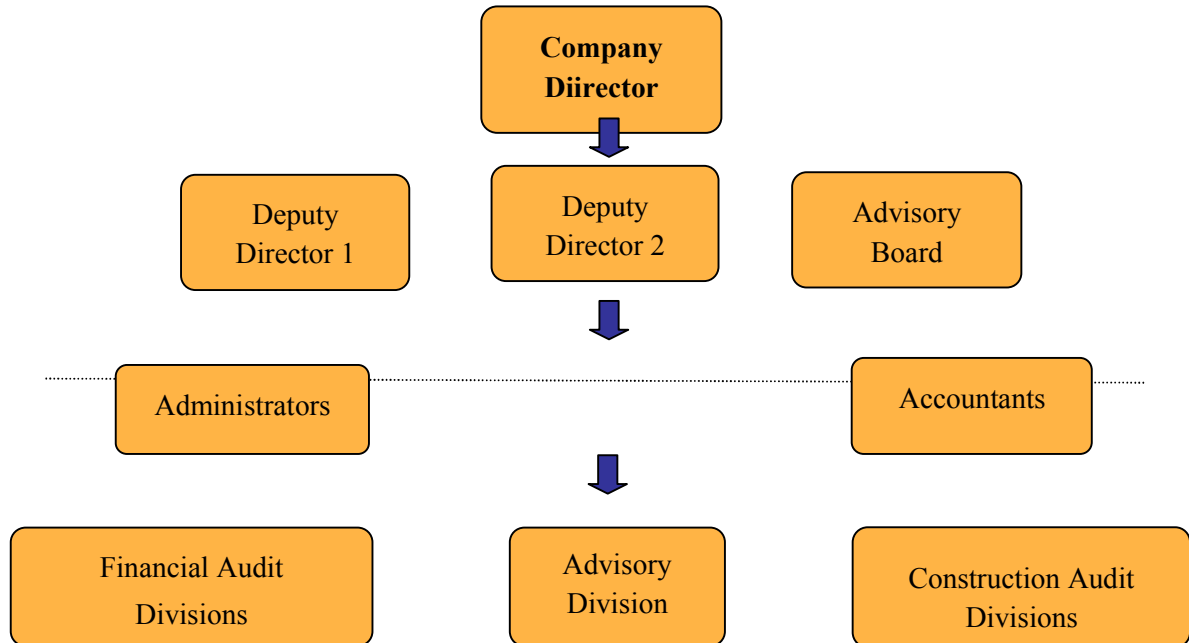 Company
Diirector
Deputy
Director 1
Deputy
Director 2
Advisory
Board
Administrators
Accountants
Financial Audit
Divisions
Advisory
Division
Construction Audit
Divisions